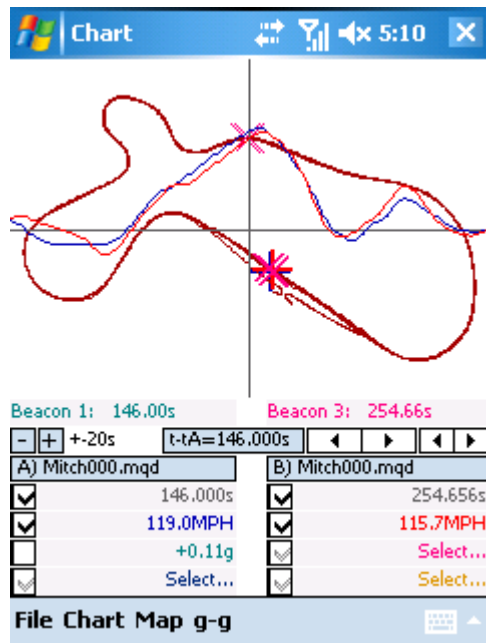 Chart 5:10
Beacon 1: 146.00s Beacon 3: 254.66s
- + +-20s t-tA=146.000s
A) Mitch000.mqd B) Mitch000.mqd
146.000s 254.656s
119.0MPH 115.7MPH
+0.11g Select...
Select... Select...
File Chart Map g-g